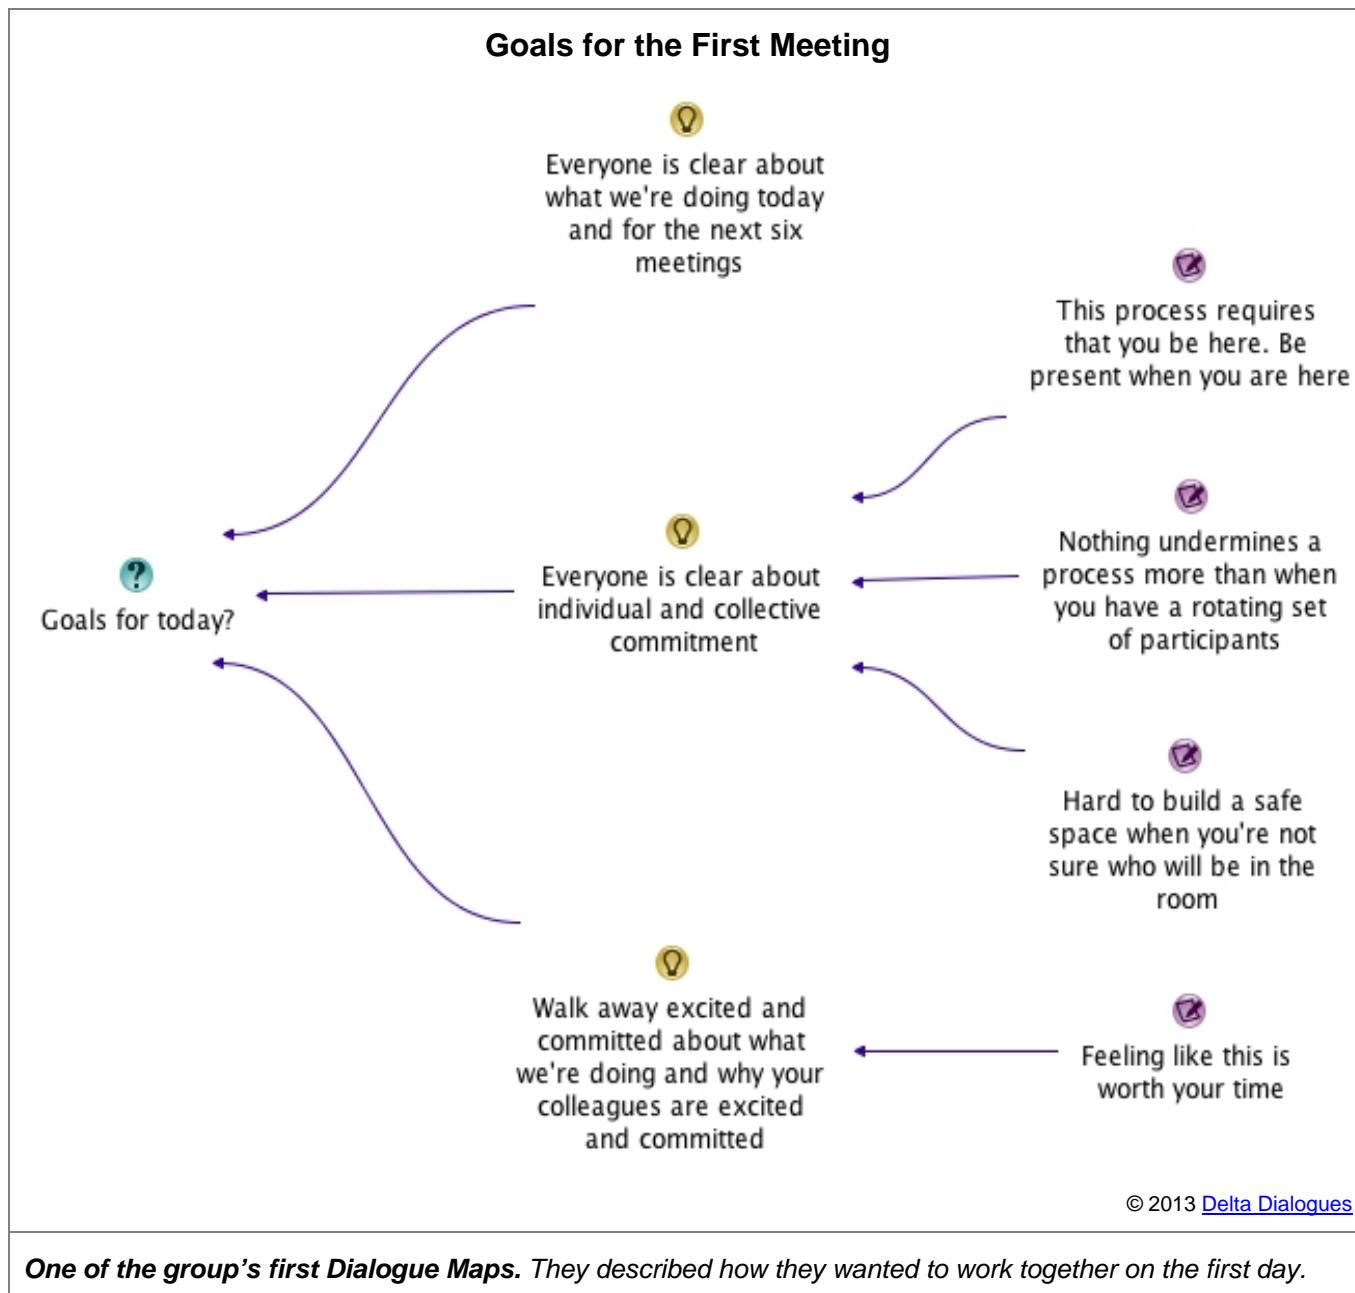 Goals for the First Meeting
Everyone is clear about
what we're doing today
and for the next six
meetings
This process requires
that you be here. Be
present when you are here
Nothing undermines a
process more than when
you have a rotating set
of participants
?
Goals for today?
Everyone is clear about
individual and collective
commitment
Hard to build a safe
space when you're not
sure who will be in the
room
Walk away excited and
committed about what
we're doing and why your
colleagues are excited
and committed
Feeling like this is
worth your time
© 2013 Delta Dialogues
One of the group’s first Dialogue Maps. They described how they wanted to work together on the first day.